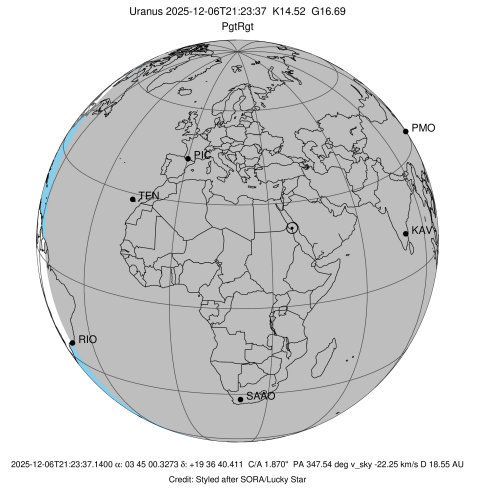 Uranus 2025-12-06T21:23:37 K14.52 G16.69
PgtRgt
PMO
PIC
TEN
KAV
RIO
SAAO
2025-12-06T21:23:37.1400 α: 03 45 00.3273 δ: +19 36 40.411 C/A 1.870" PA 347.54 deg v_sky -22.25 km/s D 18.55 AU
Credit: Styled after SORA/Lucky Star